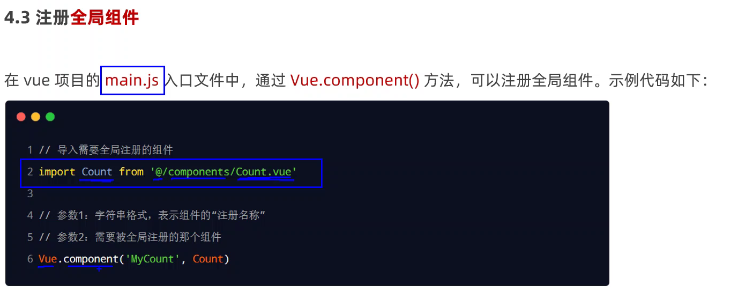 4.3 注册全局组件
在 vue 项目的 main.js 入口文件中，通过 Vue.component() 方法，可以注册全局组件。示例代码如下：
1 // 导入需要全局注册的组件
2 import Count from '@/components/Count.vue'
3
4 // 参数1：字符串格式，表示组件的“注册名称”
5 // 参数2：需要被全局注册的那个组件
6 Vue.component('MyCount', Count)